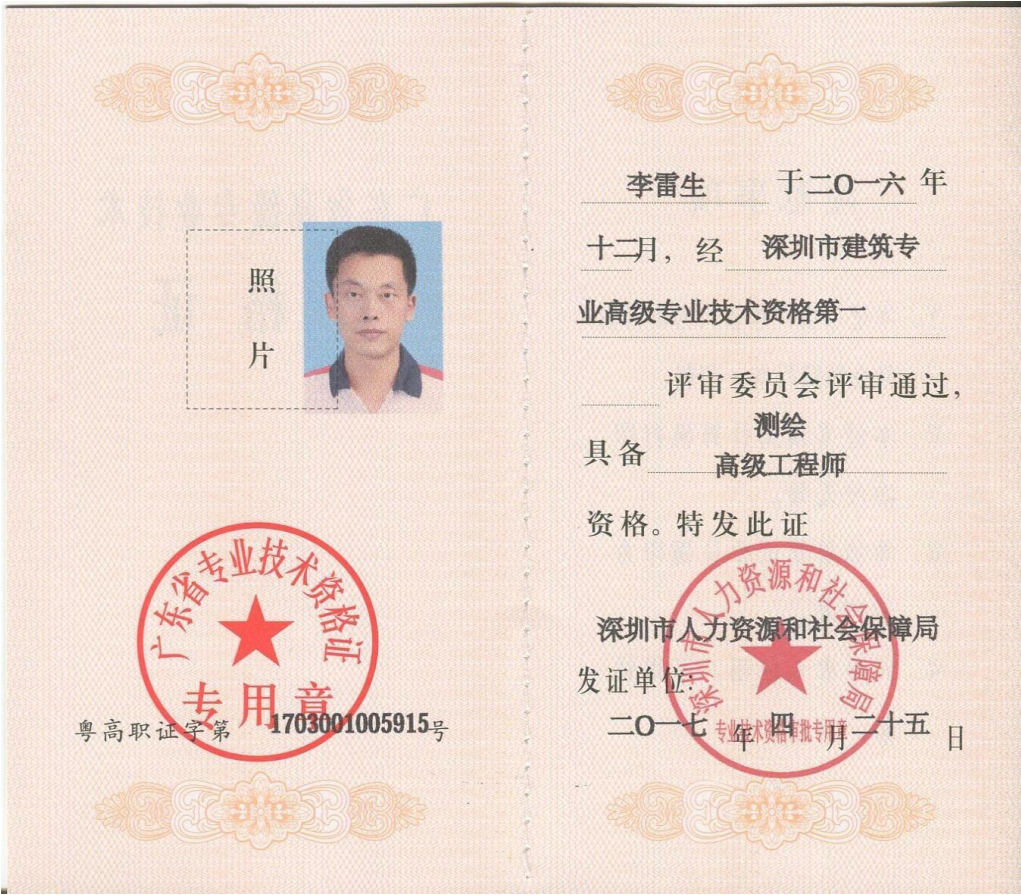 照
片
广东省专业技术资格证
专用章
粤高职证字第 1703001005915号
李雷生 于二O一六年
十二月，经 深圳市建筑专
业高级专业技术资格第一
评审委员会评审通过，
测绘
具备
高级工程师
资格。特发此证
深圳市人力资源和社会保障局
深圳市人力资源和社会保障局
发证单位：
二O一七年四月二十五日
专业技术资格审批专用章